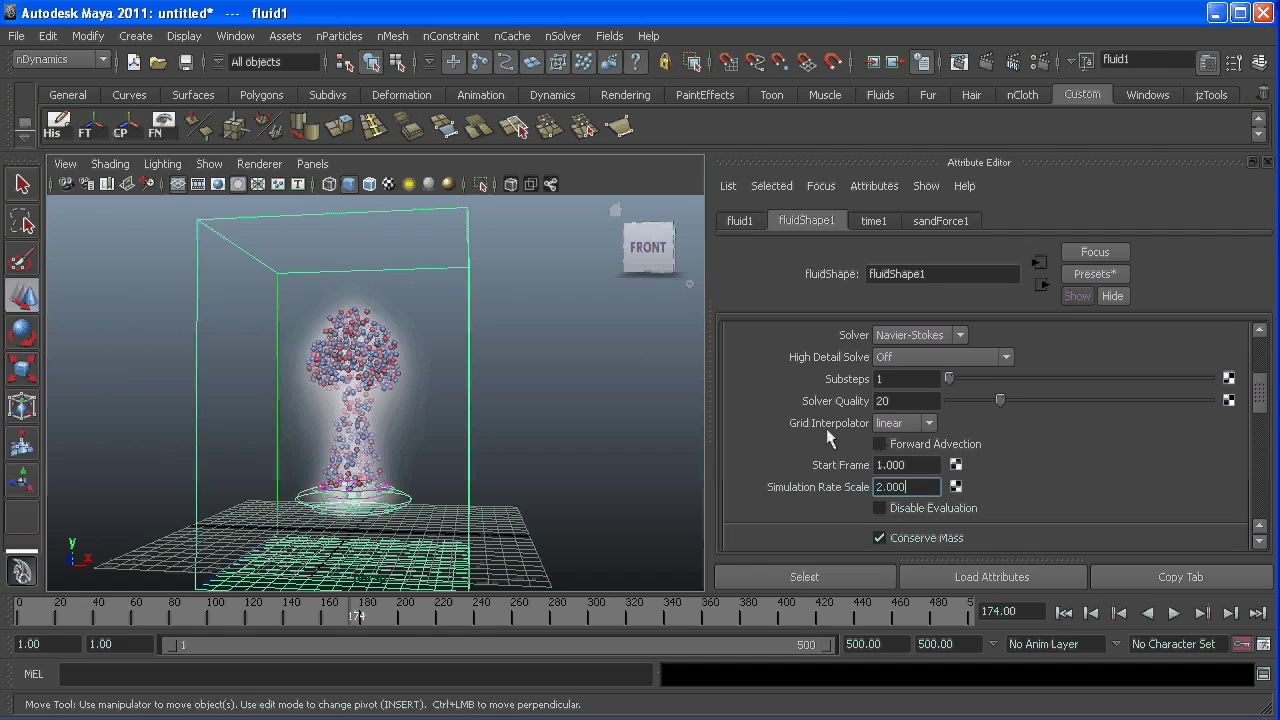 Autodesk Maya 2011: untitled* --- fluid1
File Edit Modify Create Display Window Assets nParticles nMesh nConstraint nCache nSolver Fields Help
nDynamics All objects fluid1
General Curves Surfaces Polygons Subdivs Deformation Animation Dynamics Rendering PaintEffects Toon Muscle Fluids Fur Hair nCloth Custom Windows jzTools
His FT CP FN
View Shading Lighting Show Renderer Panels
Attribute Editor
List Selected Focus Attributes Show Help
fluid1 fluidShape1 time1 sandForce1
FRONT
fluidShape: fluidShape1
Focus
Presets*
Show Hide
Solver Navier-Stokes
High Detail Solve Off
Substeps 1
Solver Quality 20
Grid Interpolator linear
Forward Advection
Start Frame 1.000
Simulation Rate Scale 2.000
Disable Evaluation
Conserve Mass
y
x
Select Load Attributes Copy Tab
0 20 40 60 80 100 120 140 160 180 200 220 240 260 280 300 320 340 360 380 400 420 440 460 480 5
174
174.00
1.00 1.00 1 500 500.00 500.00 No Anim Layer No Character Set
MEL
Move Tool: Use manipulator to move object(s). Use edit mode to change pivot (INSERT). Ctrl+LMB to move perpendicular.